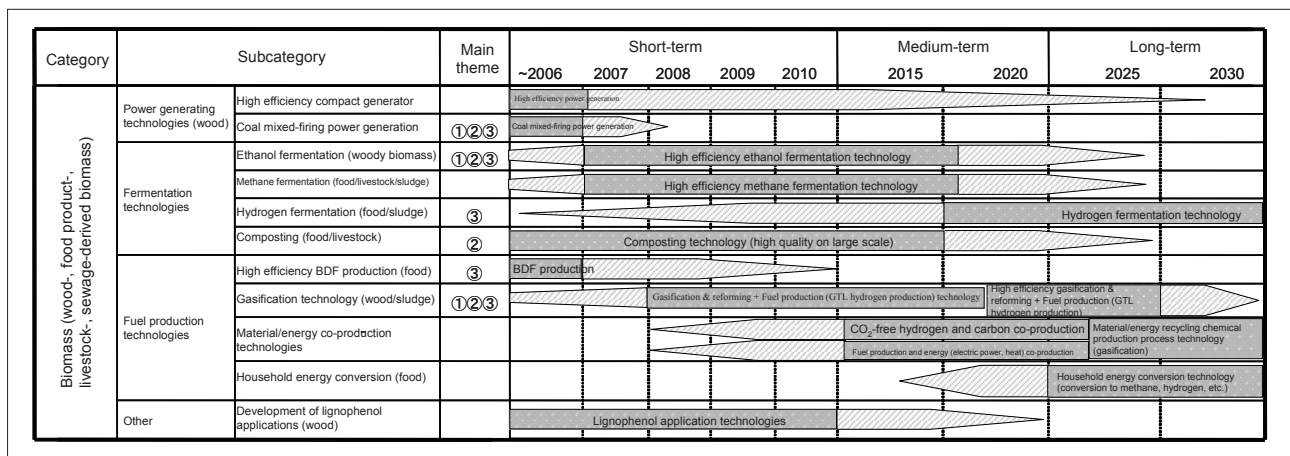 Category
Subcategory
Main
theme
Short-term
Medium-term
Long-term
~2006
2007
2008
2009
2010
2015
2020
2025
2030
Biomass (wood-, food product-,
livestock-, sewage-derived biomass)
Power generating
technologies (wood)
High efficiency compact generator
High efficiency power generation
Coal mixed-firing power generation
①②③
Coal mixed-firing power generation
Fermentation
technologies
Ethanol fermentation (woody biomass)
①②③
High efficiency ethanol fermentation technology
Methane fermentation (food/livestock/sludge)
High efficiency methane fermentation technology
Hydrogen fermentation (food/sludge)
③
Hydrogen fermentation technology
Composting (food/livestock)
②
Composting technology (high quality on large scale)
Fuel production
technologies
High efficiency BDF production (food)
③
BDF production
Gasification technology (wood/sludge)
①②③
Gasification & reforming + Fuel production (GTL hydrogen production) technology
High efficiency gasification &
reforming + Fuel production (GTL
hydrogen production)
Material/energy co-production
technologies
CO2-free hydrogen and carbon co-production
Fuel production and energy (electric power, heat) co-production
Material/energy recycling chemical
production process technology
(gasification)
Household energy conversion (food)
Household energy conversion technology
(conversion to methane, hydrogen, etc.)
Other
Development of lignophenol
applications (wood)
Lignophenol application technologies